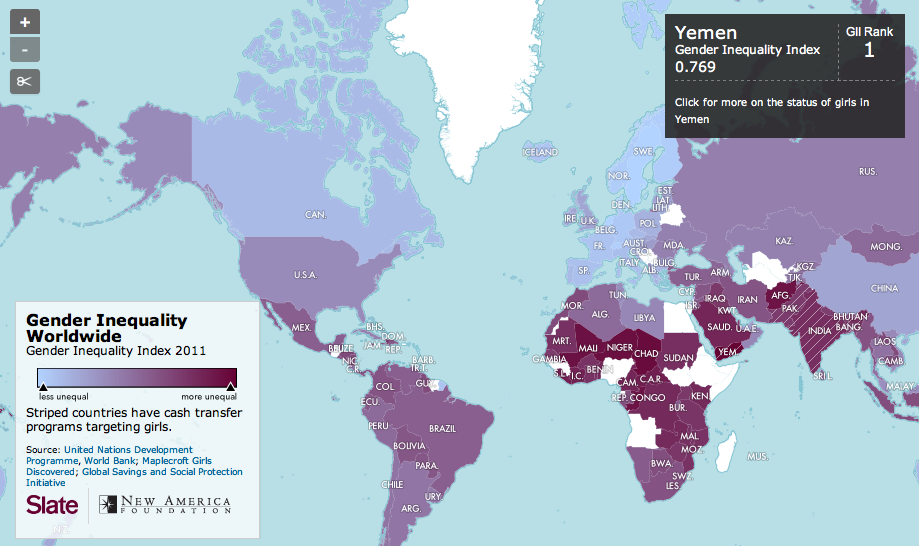 +
-
Yemen
Gender Inequality Index
0.769
GII Rank
1
Click for more on the status of girls in
Yemen
ICELAND
SWE.
NOR.
RUS.
EST.
LAT.
LITH.
DEN.
CAN.
IRE
U.K.
POL.
BELG.
KAZ.
FR.
AUST.
CRO.
MDA.
MONG.
ITALY
BULG.
ALB.
SP.
KGZ.
TJK.
U.S.A.
TUR.
ARM.
CHINA
CYP.
ISR.
IRAQ
IRAN
AFG.
TUN.
MOR.
ALG.
LIBYA
KWT.
PAK.
SAUD.
U.A.E.
INDIA
BHUTAN
BANG.
MEX.
BHS.
DOM.
REP.
JAM.
BELIZE
NIC.
C.R.
BARB.
TR.T.
MRT.
MALI
NIGER
CHAD
SUDAN
YEM.
LAOS
CAMB.
GAMBIA
S.L.
I.C.
BENIN
CAM.
C.A.R.
SRI L.
MALAY.
COL.
GUY.
ECU.
REP.CONGO
KEN.
BUR.
PERU
BRAZIL
BOLIVIA
MAL.
MOZ.
MUS.
PARA.
BWA.
SWZ.
LES.
CHILE
URY.
ARG.
Gender Inequality
Worldwide
Gender Inequality Index 2011
less unequal
more unequal
Striped countries have cash transfer
programs targeting girls.
Source: United Nations Development
Programme, World Bank; Maplecroft Girls
Discovered; Global Savings and Social Protection
Initiative
Slate
NEW AMERICA
FOUNDATION